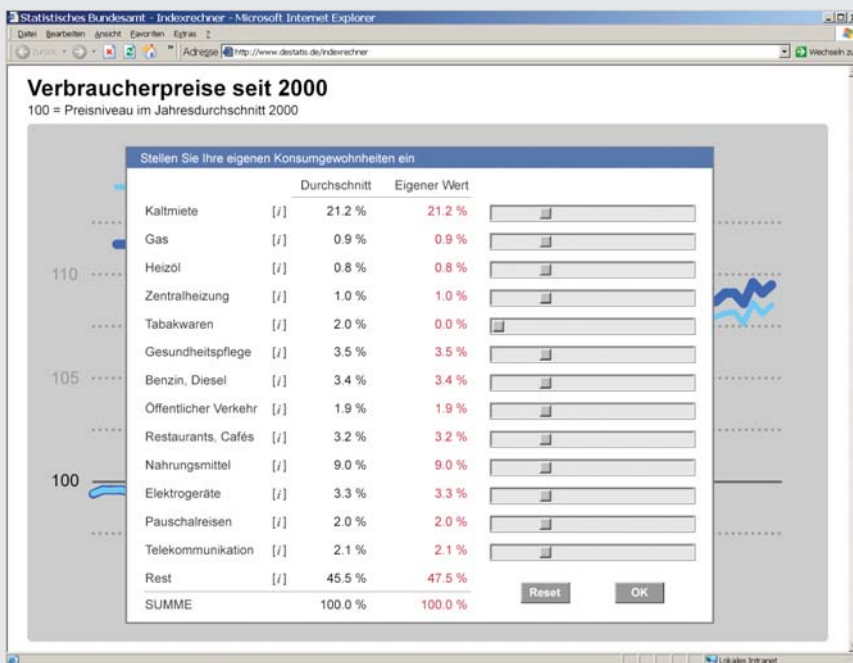 Statistisches Bundesamt - Indexrechner - Microsoft Internet Explorer
Datei Bearbeiten Ansicht Favoriten Extras ?
Zurück Adresse http://www.destatis.de/indexrechner Wechseln zu
Verbraucherpreise seit 2000
100 = Preisniveau im Jahresdurchschnitt 2000
Stellen Sie Ihre eigenen Konsumgewohnheiten ein
Durchschnitt Eigener Wert
Kaltmiete [i] 21.2 % 21.2 %
Gas [i] 0.9 % 0.9 %
Heizöl [i] 0.8 % 0.8 %
110
Zentralheizung [i] 1.0 % 1.0 %
Tabakwaren [i] 2.0 % 0.0 %
Gesundheitspflege [i] 3.5 % 3.5 %
105
Benzin, Diesel [i] 3.4 % 3.4 %
Öffentlicher Verkehr [i] 1.9 % 1.9 %
Restaurants, Cafés [i] 3.2 % 3.2 %
Nahrungsmittel [i] 9.0 % 9.0 %
100
Elektrogeräte [i] 3.3 % 3.3 %
Pauschalreisen [i] 2.0 % 2.0 %
Telekommunikation [i] 2.1 % 2.1 %
Rest [i] 45.5 % 47.5 %
Reset OK
SUMME 100.0 % 100.0 %
Lokales Intranet